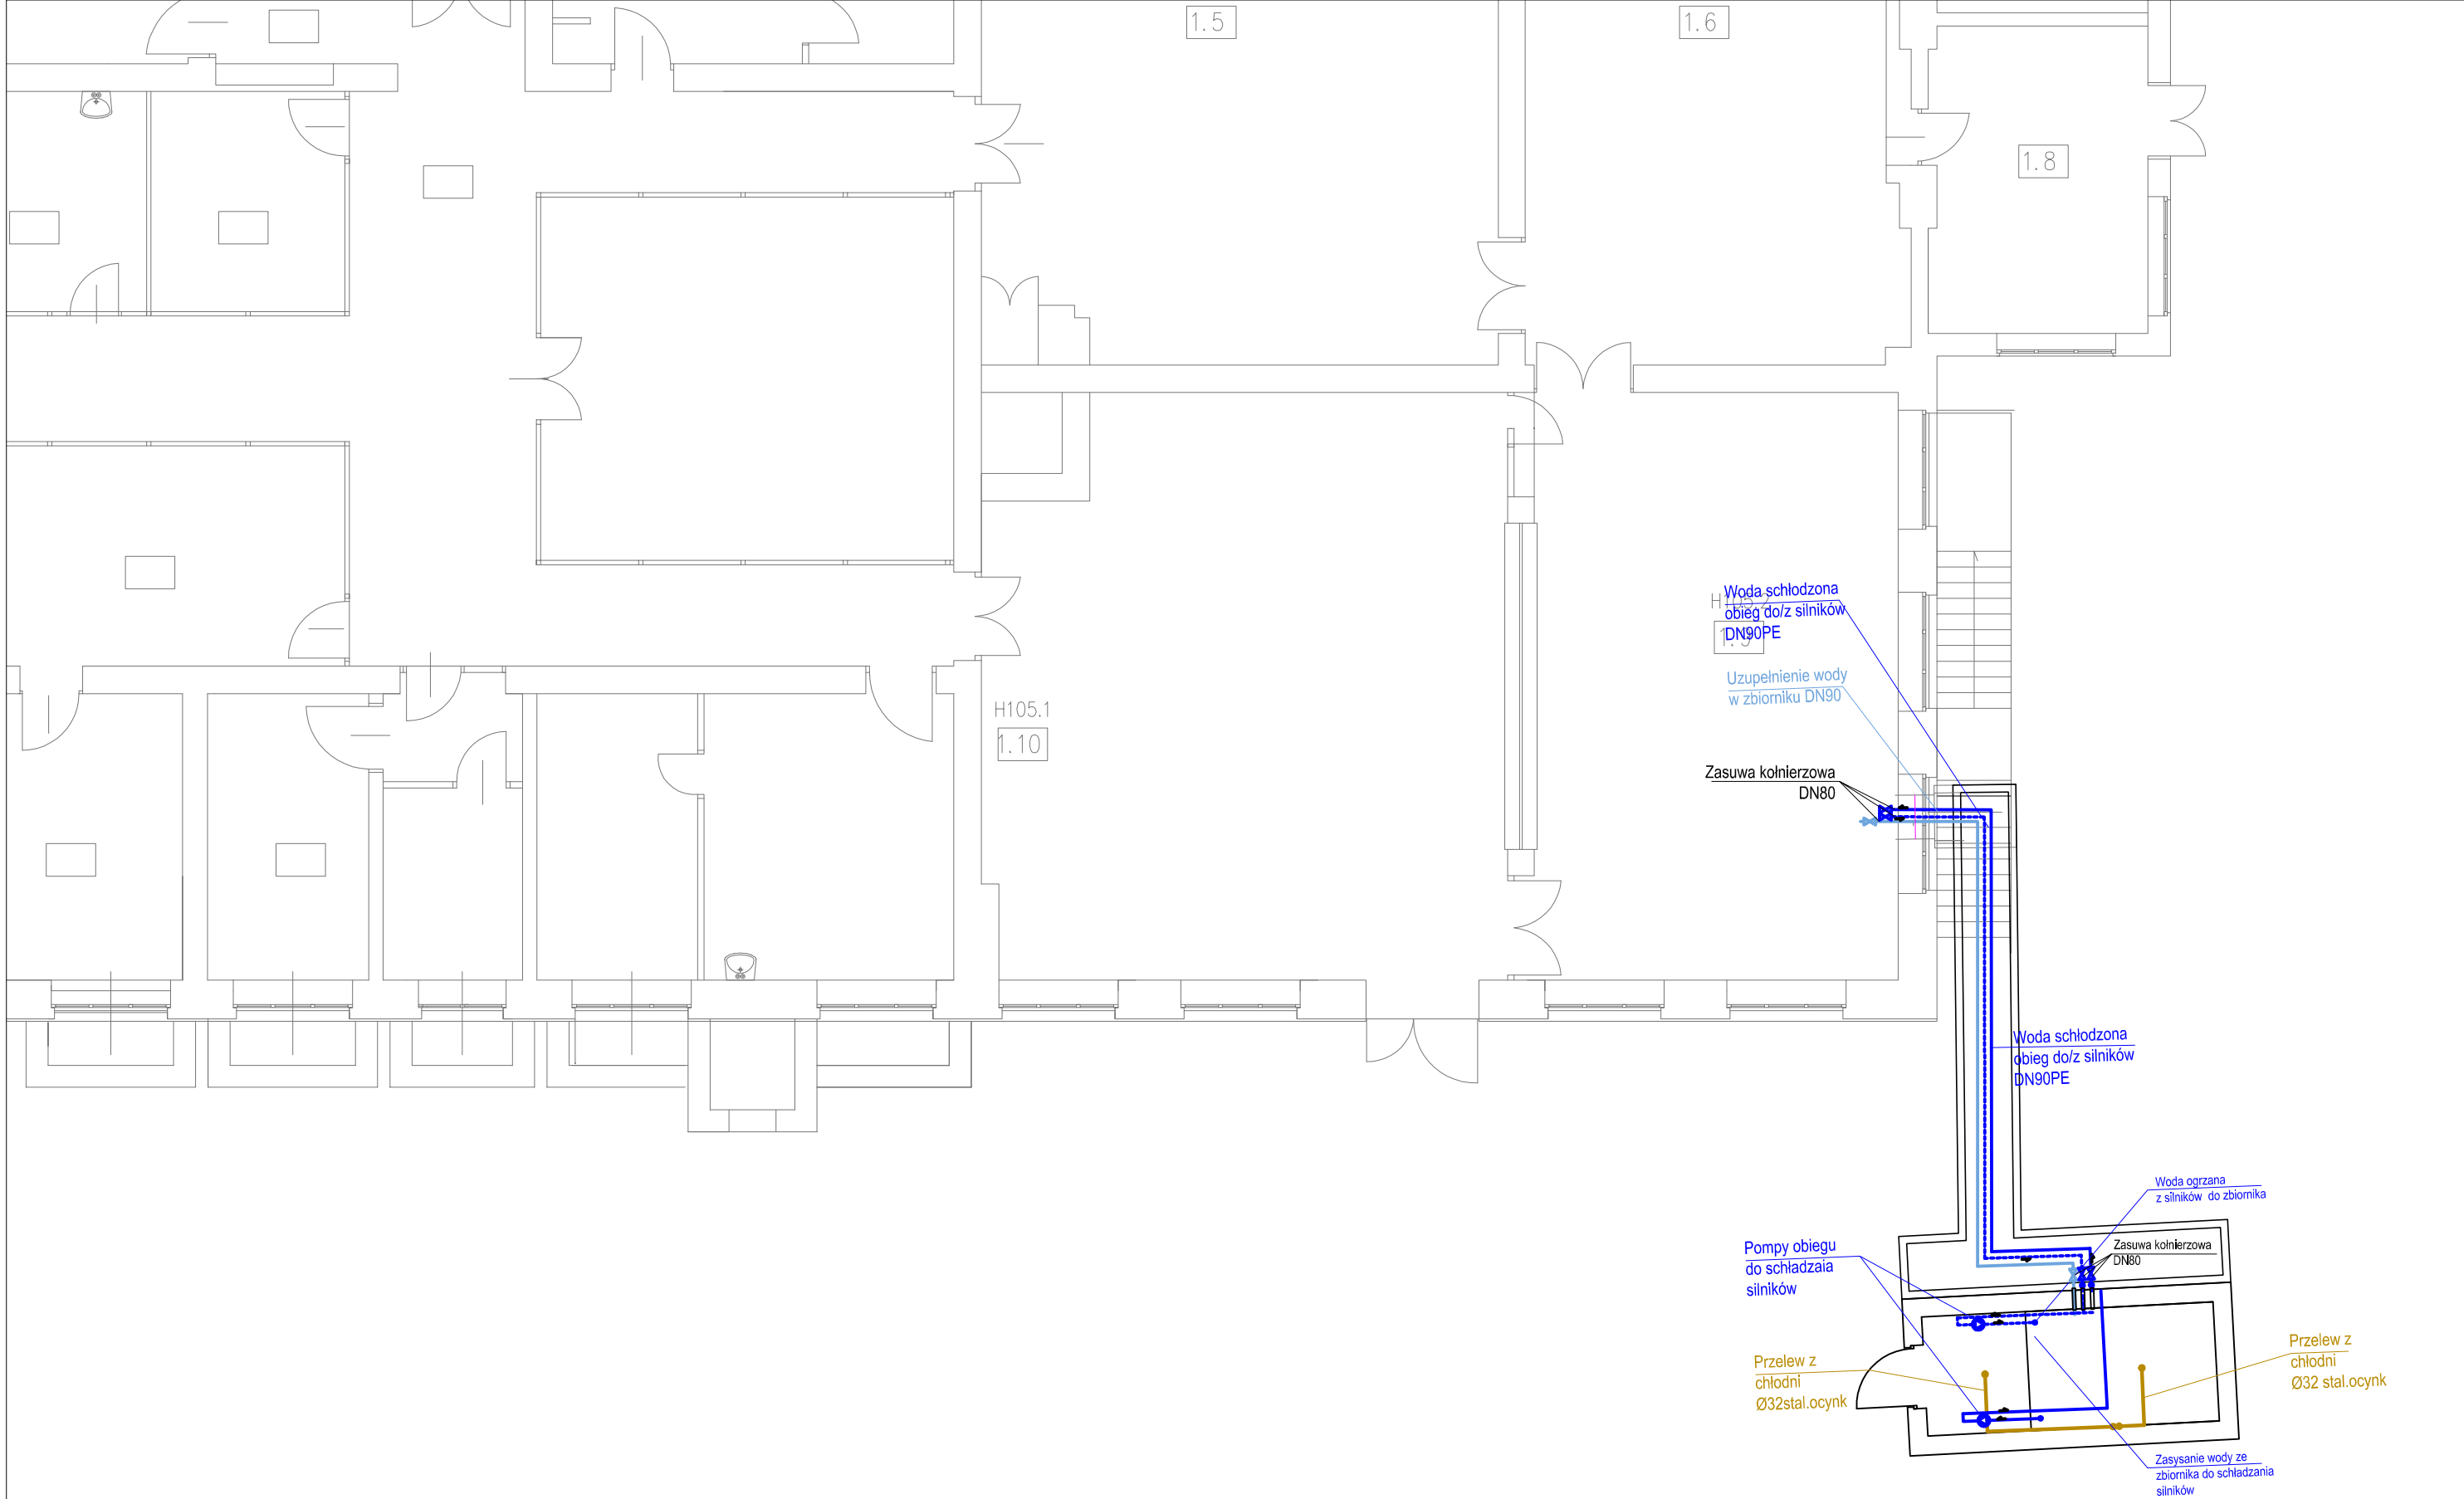 1.5
1.6
1.8
Woda schłodzona
obieg do/z silników
DN90PE
Uzupełnienie wody
w zbiorniku DN90
H105.1
1.10
Zasuwa kołnierzowa
DN80
Woda schłodzona
obieg do/z silników
DN90PE
Woda ogrzana
z silników do zbiornika
Pompy obiegu
do schładzaia
silników
Zasuwa kołnierzowa
DN80
Przelew z
chłodni
Ø32stal.ocynk
Przelew z
chłodni
Ø32 stal.ocynk
Zasysanie wody ze
zbiornika do schładzania
silników